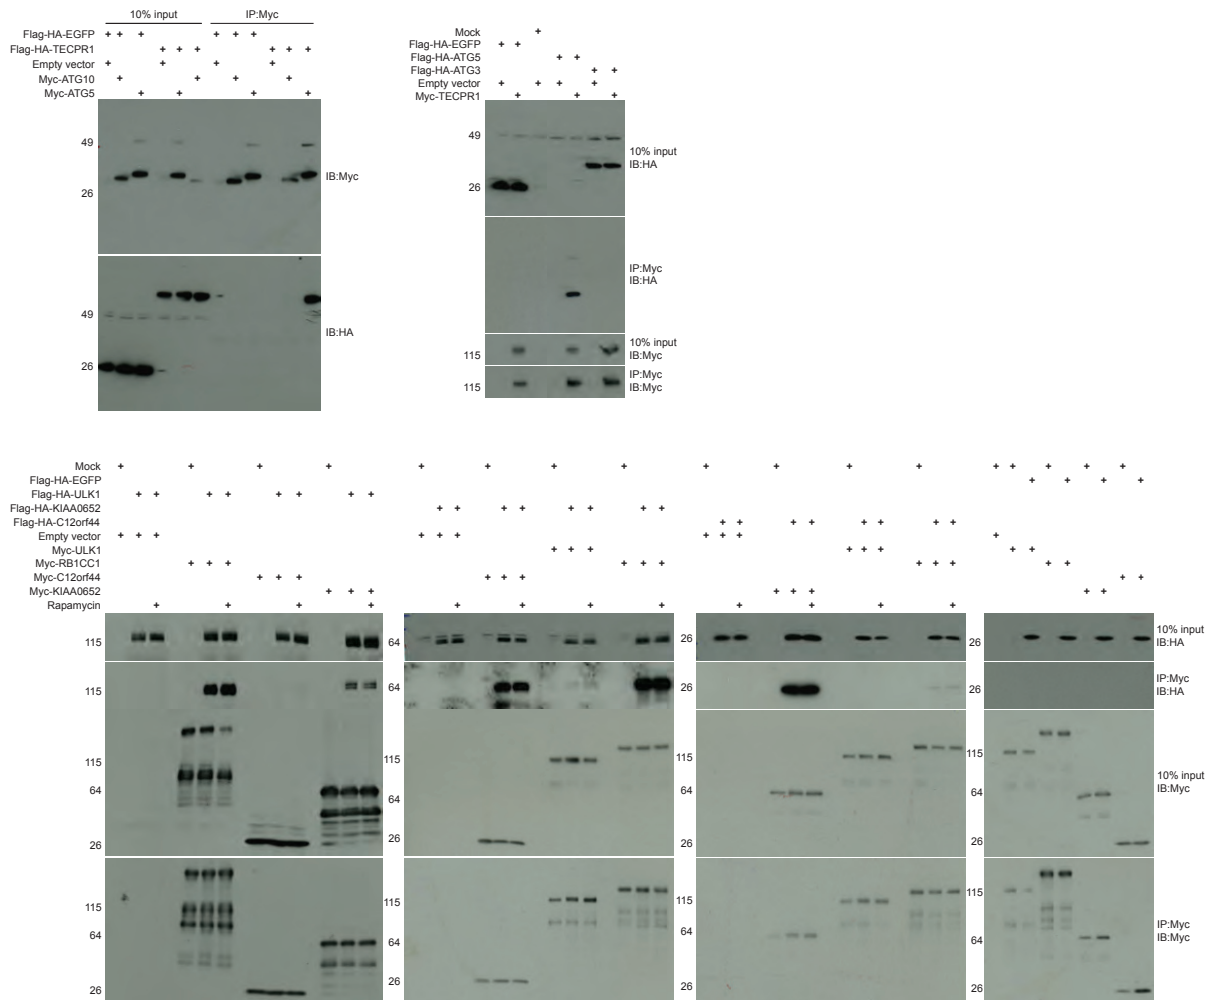 10% input IP:Myc
Flag-HA-EGFP + + + + + +
Flag-HA-TECPR1 + + + + + +
Empty vector + + + +
Myc-ATG10 + + + +
Myc-ATG5 + + + +
49
26
IB:Myc
49
26
IB:HA
Mock +
Flag-HA-EGFP + +
Flag-HA-ATG5 + +
Flag-HA-ATG3 + +
Empty vector + + + +
Myc-TECPR1 + + +
49
26
10% input
IB:HA
IP:Myc
IB:HA
115
10% input
IB:Myc
115
IP:Myc
IB:Myc
Mock + + + + + + + + + + + + + + + + +
Flag-HA-EGFP + + + +
Flag-HA-ULK1 + + + + + + + +
Flag-HA-KIAA0652 + + + + + + + +
Flag-HA-C12orf44 + + + + + + + +
Empty vector + + + + + + + + + +
Myc-ULK1 + + + + + + + +
Myc-RB1CC1 + + + + + + + + + + +
Myc-C12orf44 + + + + + + + +
Myc-KIAA0652 + + + + + + + +
Rapamycin + + + + + + + + + + + +
115 64 26 26
10% input
IB:HA
115 64 26 26
IP:Myc
IB:HA
115 115 115 115
64 64 64 64
26 26 26 26
10% input
IB:Myc
115 115 115 115
64 64 64 64
26 26 26 26
IP:Myc
IB:Myc